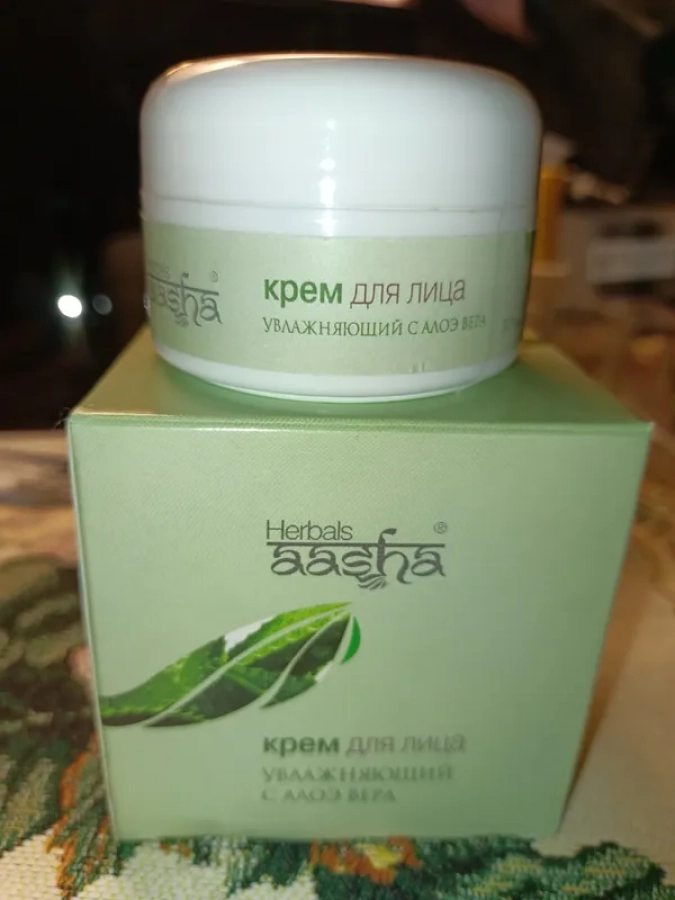 aasha®
крем для лица
УВЛАЖНЯЮЩИЙ С АЛОЭ ВЕРА
Herbals
aasha®
крем для лица
УВЛАЖНЯЮЩИЙ
С АЛОЭ ВЕРА